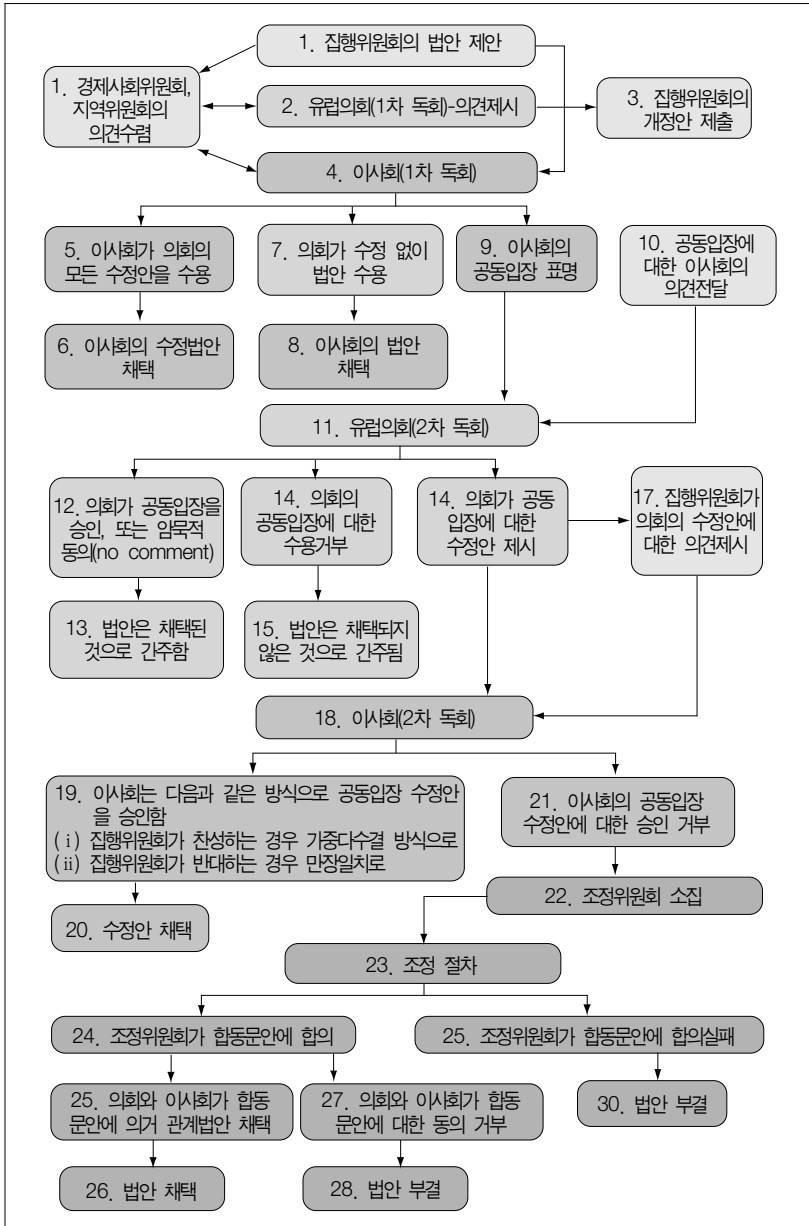 1. 집행위원회의 법안 제안
1. 경제사회위원회,
지역위원회의
의견수렴
2. 유럽의회(1차 독회)-의견제시
3. 집행위원회의
개정안 제출
4. 이사회(1차 독회)
5. 이사회가 의회의
모든 수정안을 수용
7. 의회가 수정 없이
법안 수용
9. 이사회의
공동입장 표명
10. 공동입장에
대한 이사회의
의견전달
6. 이사회의 수정법안
채택
8. 이사회의 법안
채택
11. 유럽의회(2차 독회)
12. 의회가 공동입장을
승인, 또는 암묵적
동의(no comment)
14. 의회의
공동입장에 대한
수용거부
14. 의회가 공동
입장에 대한
수정안 제시
17. 집행위원회가
의회의 수정안에
대한 의견제시
13. 법안은 채택된
것으로 간주함
15. 법안은 채택되지
않은 것으로 간주됨
18. 이사회(2차 독회)
19. 이사회는 다음과 같은 방식으로 공동입장 수정안
을 승인함
(ⅰ) 집행위원회가 찬성하는 경우 가중다수결 방식으로
(ⅱ) 집행위원회가 반대하는 경우 만장일치로
21. 이사회의 공동입장
수정안에 대한 승인 거부
20. 수정안 채택
22. 조정위원회 소집
23. 조정 절차
24. 조정위원회가 합동문안에 합의
25. 조정위원회가 합동문안에 합의실패
25. 의회와 이사회가 합동
문안에 의거 관계법안 채택
27. 의회와 이사회가 합동
문안에 대한 동의 거부
30. 법안 부결
26. 법안 채택
28. 법안 부결